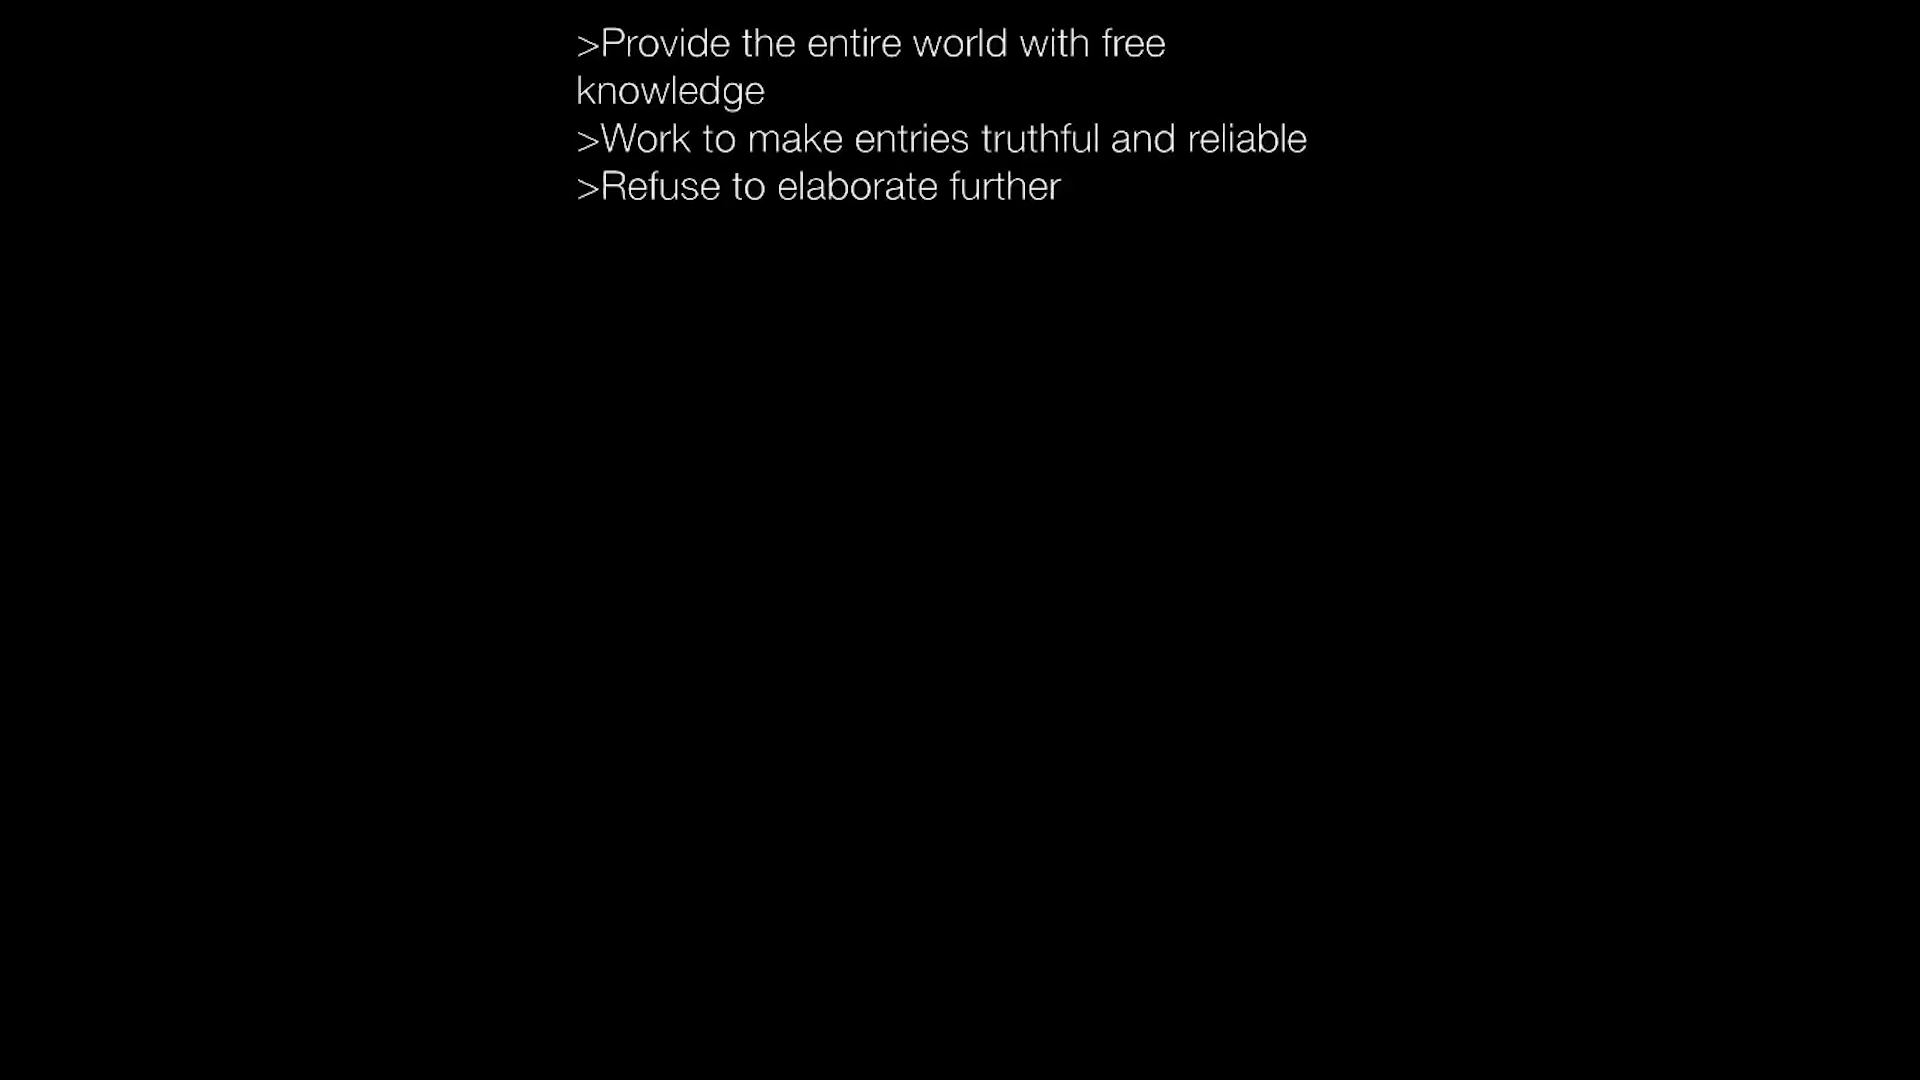 >Provide the entire world with free
knowledge
>Work to make entries truthful and reliable
>Refuse to elaborate further